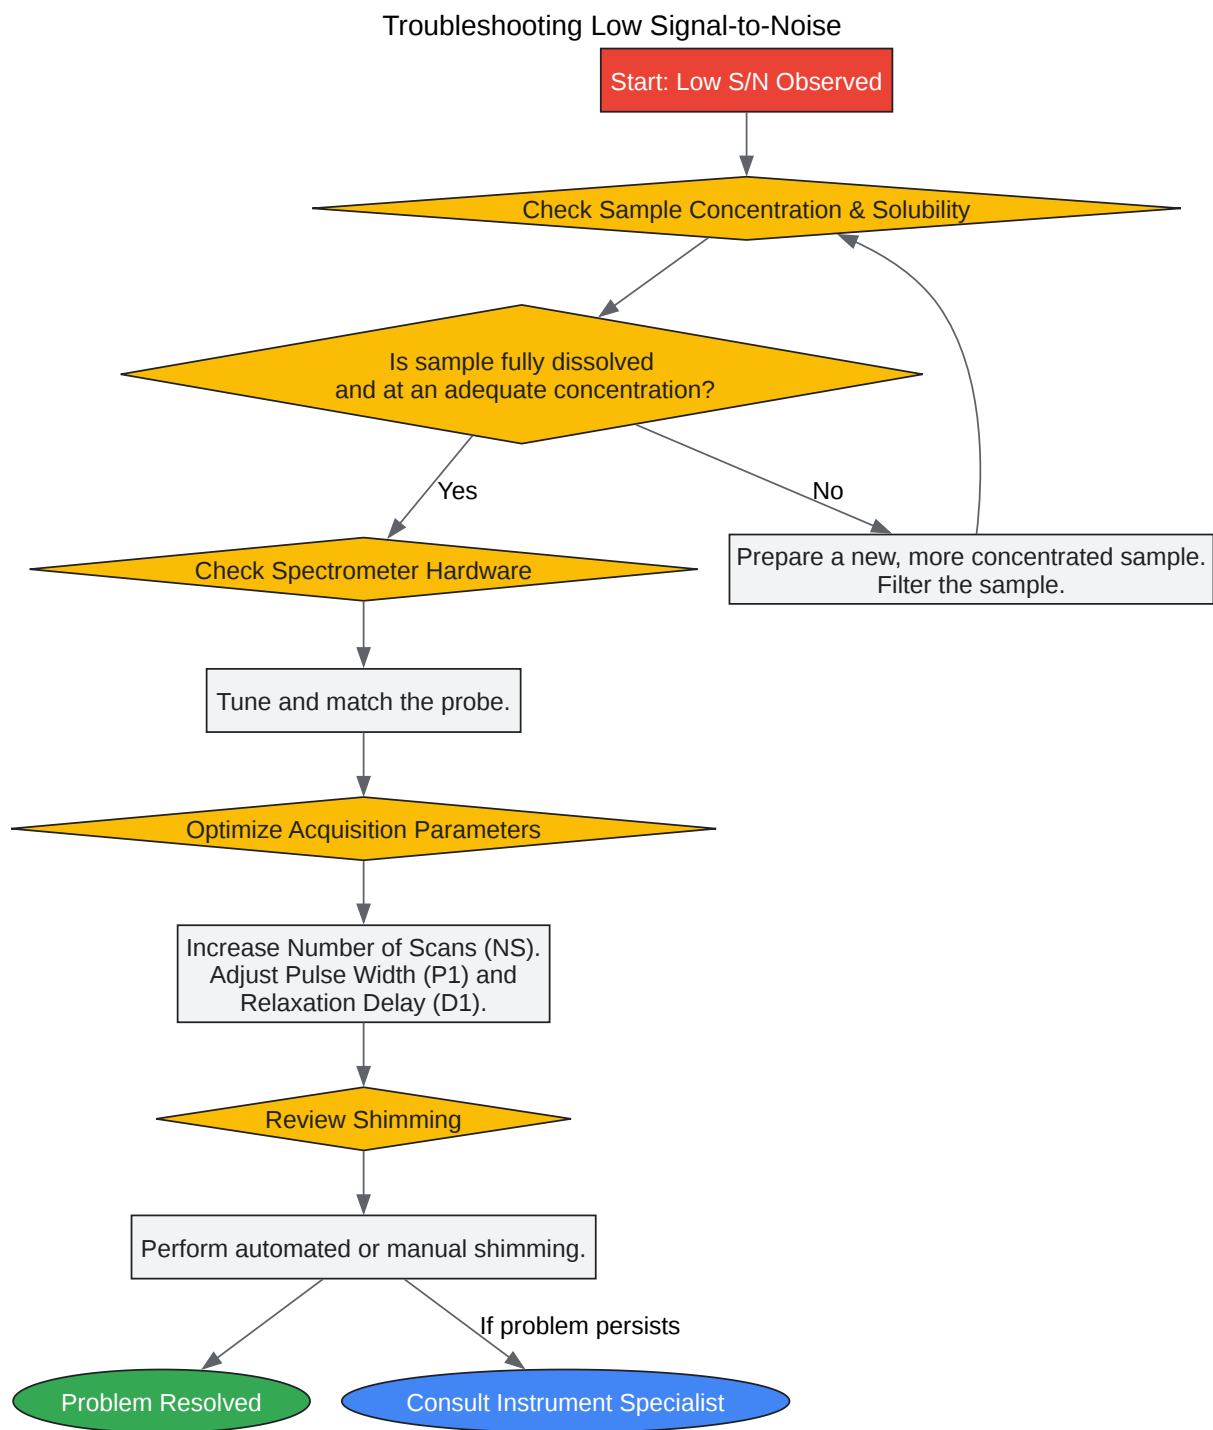 Troubleshooting Low Signal-to-Noise
Start: Low S/N Observed
Check Sample Concentration & Solubility
Is sample fully dissolved
and at an adequate concentration?
Yes
No
Check Spectrometer Hardware
Prepare a new, more concentrated sample.
Filter the sample.
Tune and match the probe.
Optimize Acquisition Parameters
Increase Number of Scans (NS).
Adjust Pulse Width (P1) and
Relaxation Delay (D1).
Review Shimming
Perform automated or manual shimming.
If problem persists
Problem Resolved
Consult Instrument Specialist